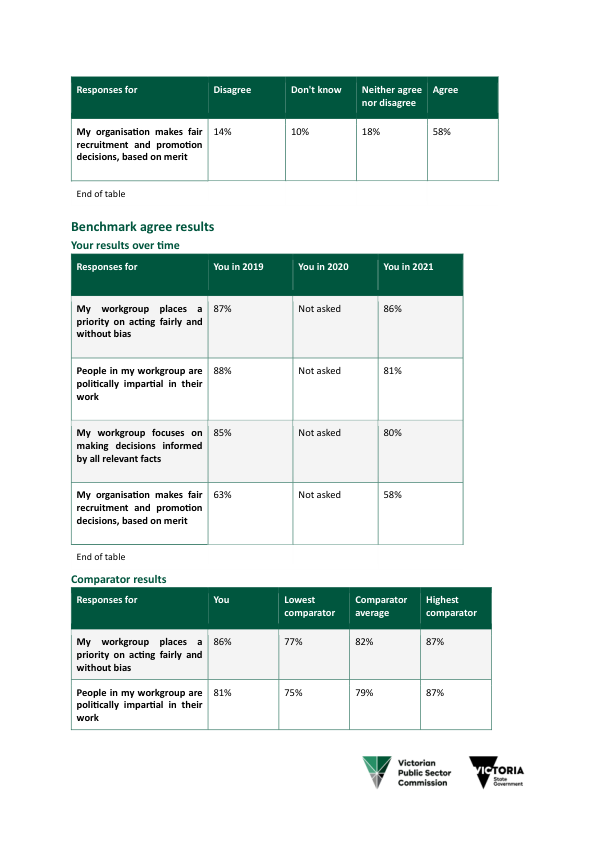 Responses for Disagree Don't know Neither agree Agree
nor disagree
My organisation makes fair 14% 10% 18% 58%
recruitment and promotion
decisions, based on merit
End of table
Benchmark agree results
Your results over time
Responses for You in 2019 You in 2020 You in 2021
My workgroup places a 87% Not asked 86%
priority on acting fairly and
without bias
People in my workgroup are 88% Not asked 81%
politically impartial in their
work
My workgroup focuses on 85% Not asked 80%
making decisions informed
by all relevant facts
My organisation makes fair 63% Not asked 58%
recruitment and promotion
decisions, based on merit
End of table
Comparator results
Responses for You Lowest Comparator Highest
comparator average comparator
My workgroup places a 86% 77% 82% 87%
priority on acting fairly and
without bias
People in my workgroup are 81% 75% 79% 87%
politically impartial in their
work
Victorian
Public Sector
Commission
VICTORIA
State
Government